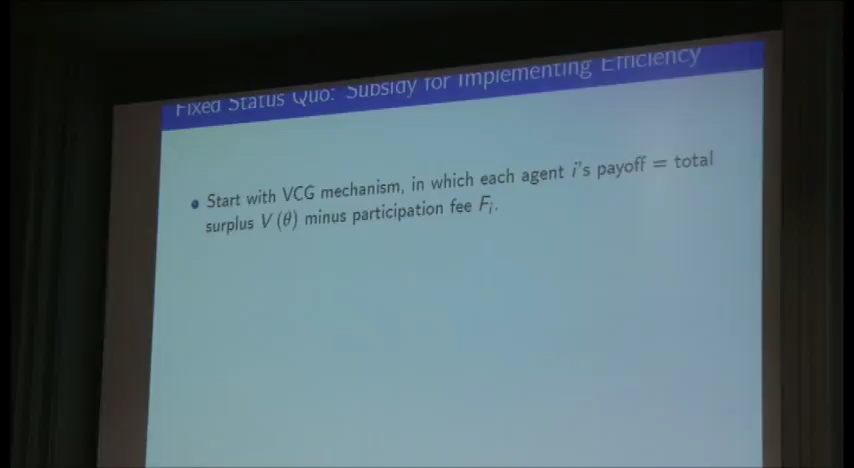 Fixed Status Quo: Subsidy for Implementing Efficiency
Start with VCG mechanism, in which each agent i's payoff = total
surplus V (θ) minus participation fee Fᵢ.